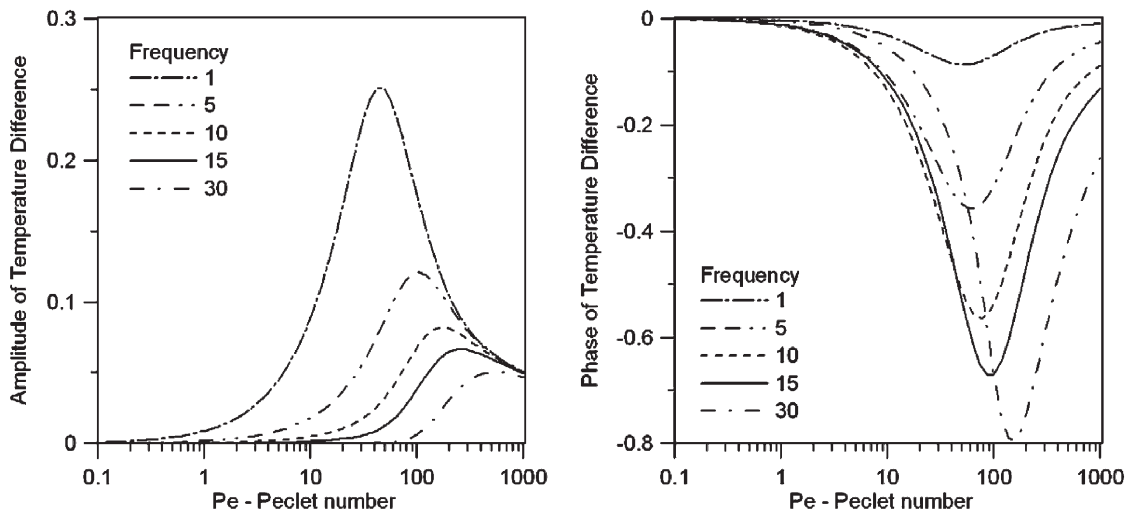 0.3
0.2
0.1
0
Amplitude of Temperature Difference
Frequency
1
5
10
15
30
0.1 1 10 100 1000
Pe - Peclet number
0
-0.2
-0.4
-0.6
-0.8
Phase of Temperature Difference
Frequency
1
5
10
15
30
0.1 1 10 100 1000
Pe - Peclet number